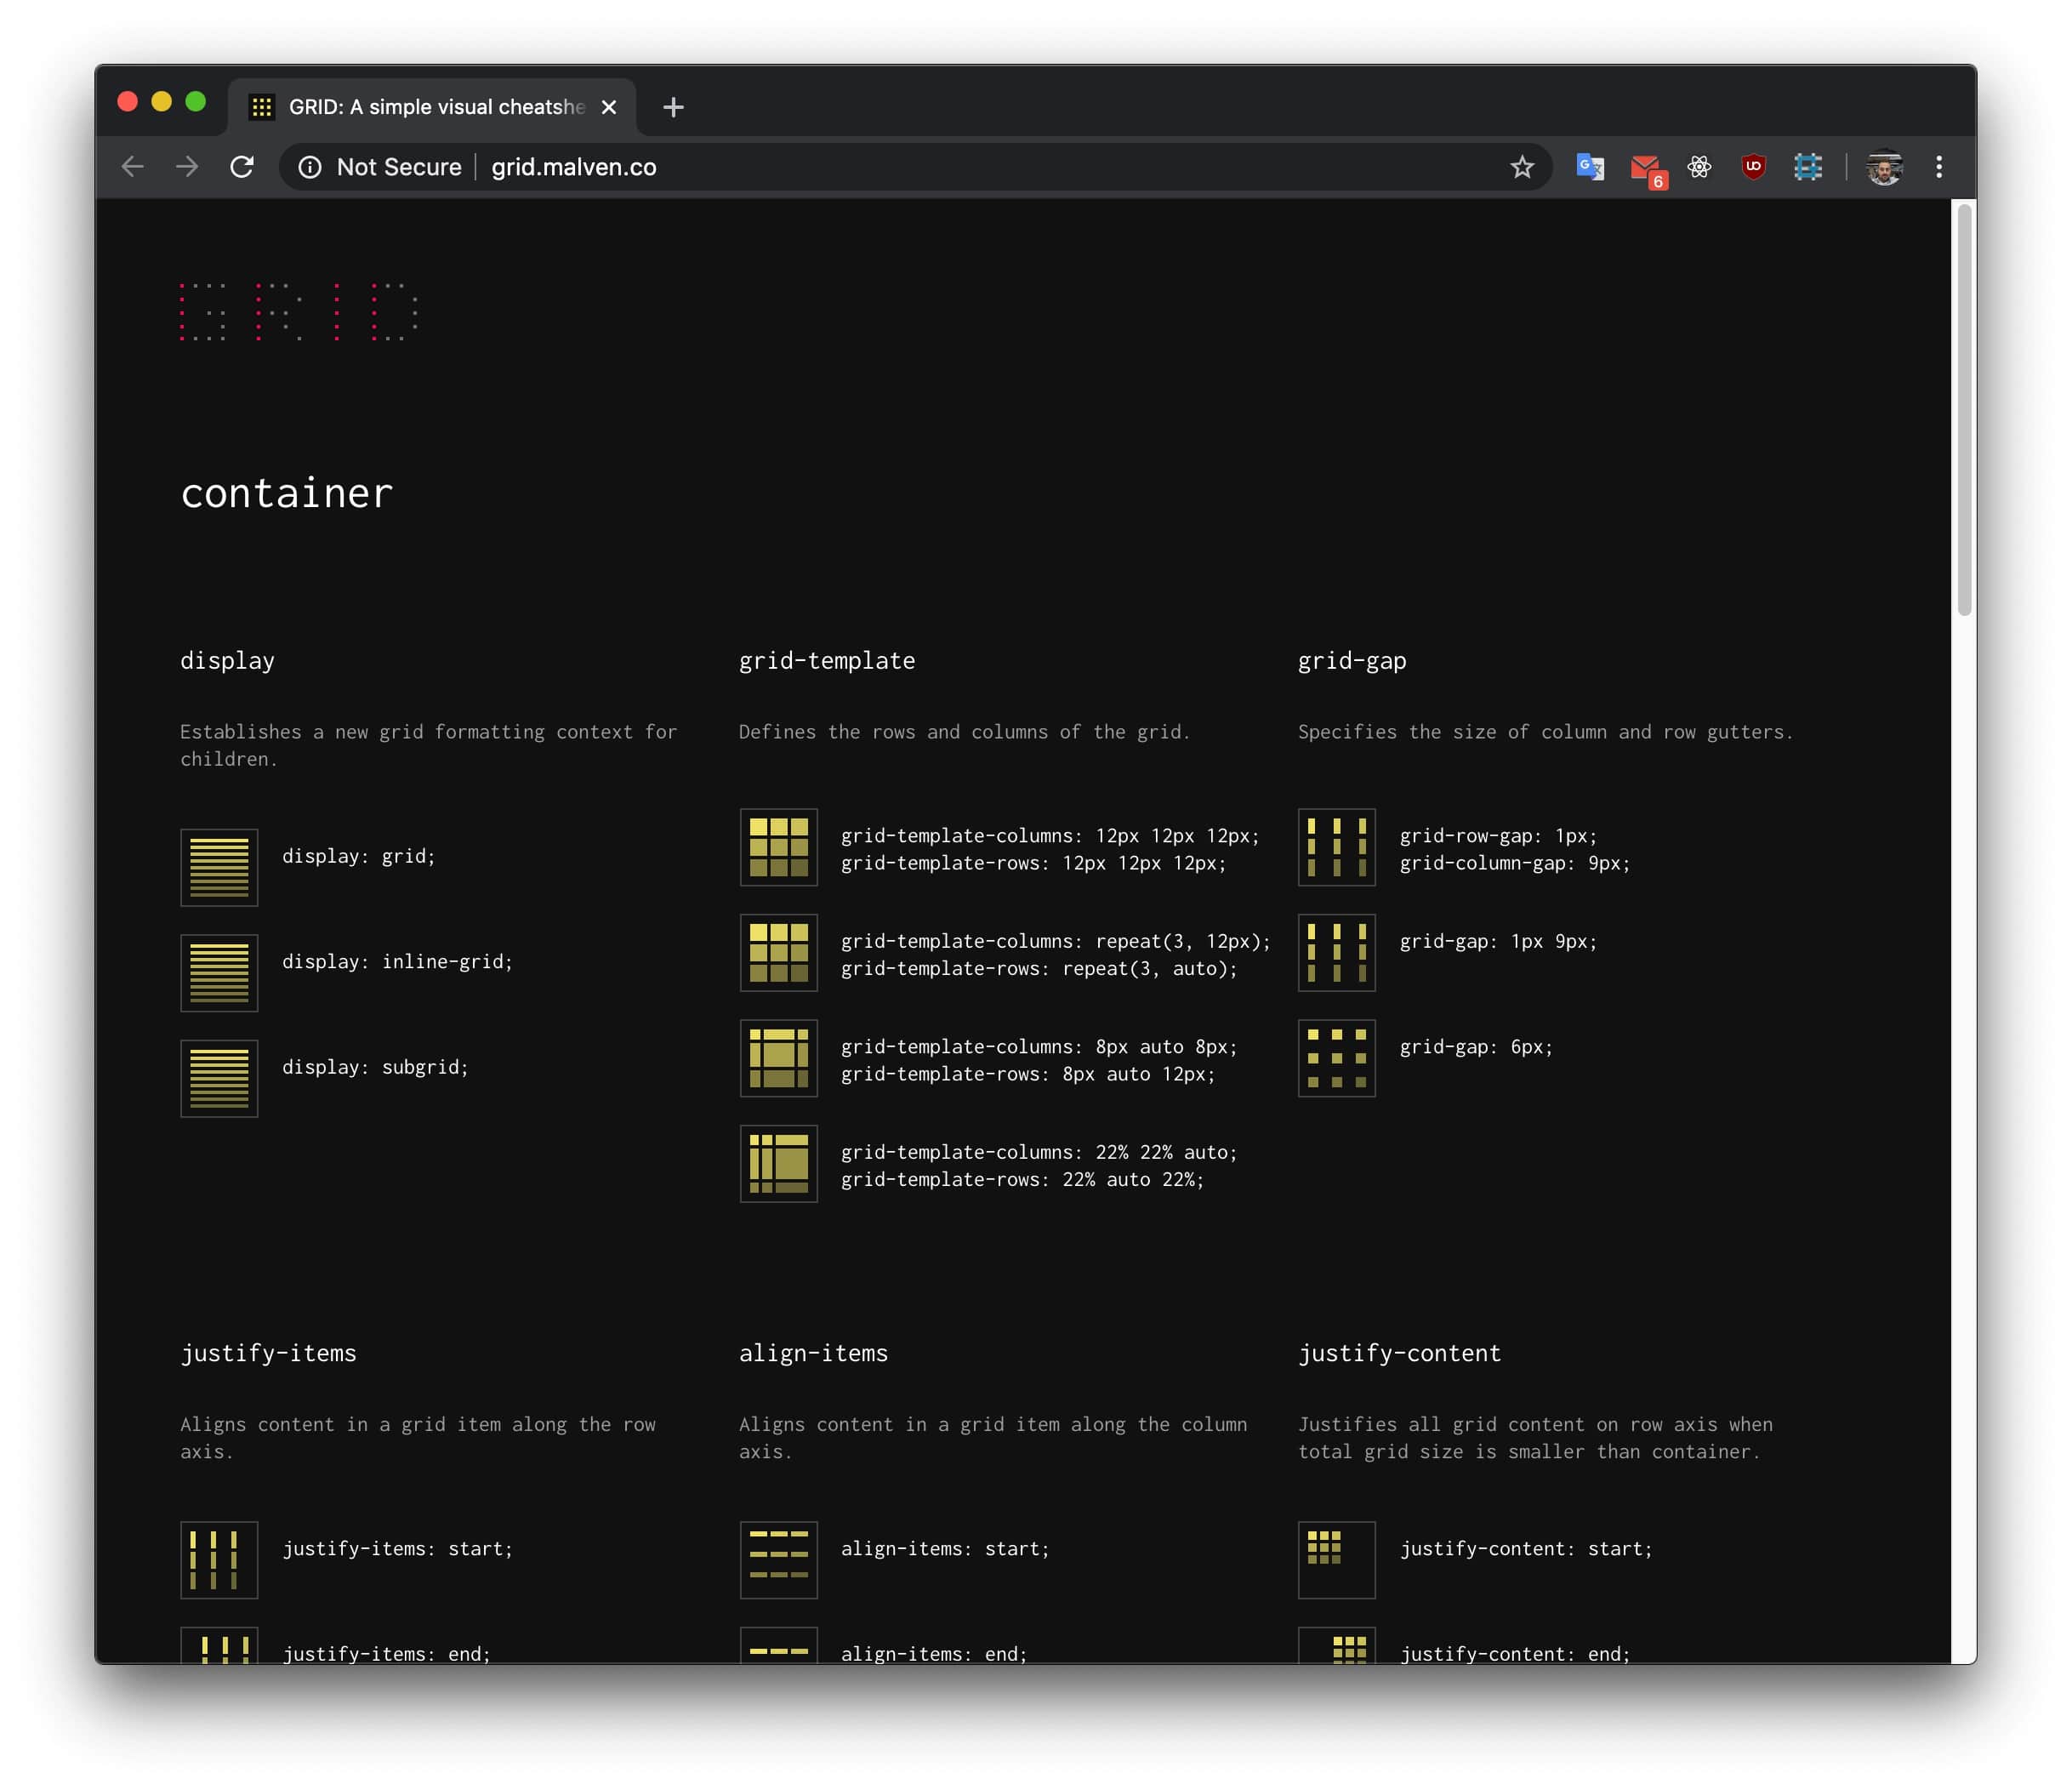 GRID: A simple visual cheatshe
Not Secure
grid.malven.co
6
GRID
container
display
Establishes a new grid formatting context for
children.
display: grid;
display: inline-grid;
display: subgrid;
grid-template
Defines the rows and columns of the grid.
grid-template-columns: 12px 12px 12px;
grid-template-rows: 12px 12px 12px;
grid-template-columns: repeat(3, 12px);
grid-template-rows: repeat(3, auto);
grid-template-columns: 8px auto 8px;
grid-template-rows: 8px auto 12px;
grid-template-columns: 22% 22% auto;
grid-template-rows: 22% auto 22%;
grid-gap
Specifies the size of column and row gutters.
grid-row-gap: 1px;
grid-column-gap: 9px;
grid-gap: 1px 9px;
grid-gap: 6px;
justify-items
Aligns content in a grid item along the row
axis.
justify-items: start;
justify-items: end;
align-items
Aligns content in a grid item along the column
axis.
align-items: start;
align-items: end;
justify-content
Justifies all grid content on row axis when
total grid size is smaller than container.
justify-content: start;
justify-content: end;